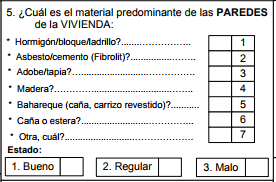 5. ¿Cuál es el material predominante de las PAREDES
de la VIVIENDA:
* Hormigón/bloque/ladrillo?........................ 1
* Asbesto/cemento (Fibrolit)?.................... 2
* Adobe/tapia?........................................... 3
* Madera?................................................. 4
* Bahareque (caña, carrizo revestido)?........... 5
* Caña o estera?....................................... 6
* Otra, cuál?............................................. 7
Estado:
1. Bueno 2. Regular 3. Malo